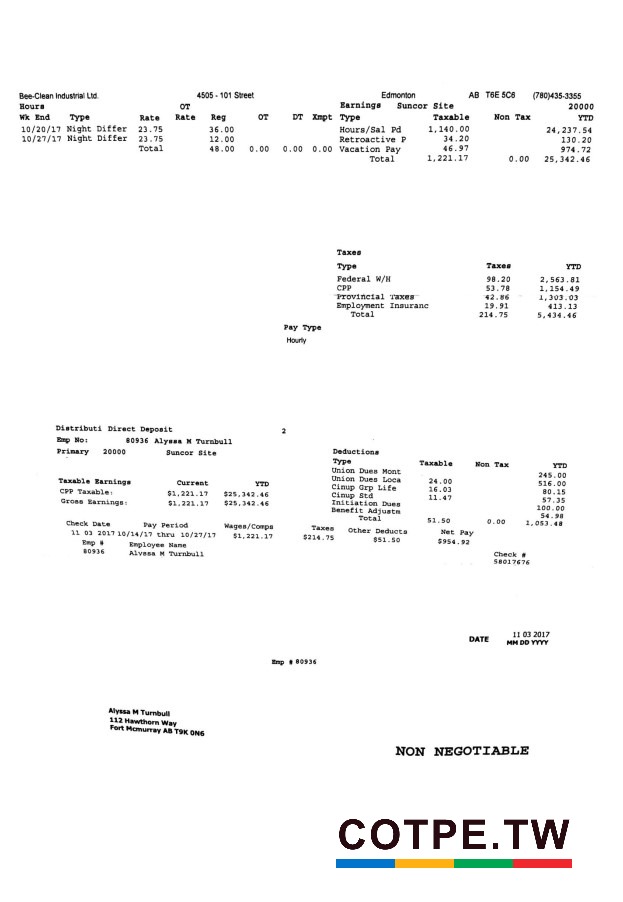 Bee-Clean Industrial Ltd. 4505 - 101 Street Edmonton AB T6E 5C6 (780)435-3355
Hours OT Earnings Suncor Site 20000
Wk End Type Rate Rate Reg OT DT Xmpt Type Taxable Non Tax YTD
10/20/17 Night Differ 23.75 36.00 Hours/Sal Pd 1,140.00 24,237.54
10/27/17 Night Differ 23.75 12.00 Retroactive P 34.20 130.20
Total 48.00 0.00 0.00 0.00 Vacation Pay 46.97 974.72
Total 1,221.17 0.00 25,342.46
Taxes
Type Taxes YTD
Federal W/H 98.20 2,563.81
CPP 53.78 1,154.49
Provincial Taxes 42.86 1,303.03
Employment Insuranc 19.91 413.13
Total 214.75 5,434.46
Pay Type
Hourly
Distributi Direct Deposit 2
Emp No: 80936 Alyssa M Turnbull
Primary 20000 Suncor Site
Deductions
Type Taxable Non Tax YTD
Union Dues Mont 245.00
Union Dues Loca 24.00 516.00
Cinup Grp Life 16.03 80.15
Cinup Std 11.47 57.35
Initiation Dues 100.00
Benefit Adjustm 54.98
Total 51.50 0.00 1,053.48
Taxable Earnings Current YTD
CPP Taxable: $1,221.17 $25,342.46
Gross Earnings: $1,221.17 $25,342.46
Check Date Pay Period Wages/Comps Taxes Other Deducts Net Pay
11 03 2017 10/14/17 thru 10/27/17 $1,221.17 $214.75 $51.50 $954.92
Emp # Employee Name Check #
80936 Alyssa M Turnbull 58017676
DATE 11 03 2017
MM DD YYYY
Emp # 80936
Alyssa M Turnbull
112 Hawthorn Way
Fort Mcmurray AB T9K 0N6
NON NEGOTIABLE
COTPE.TW